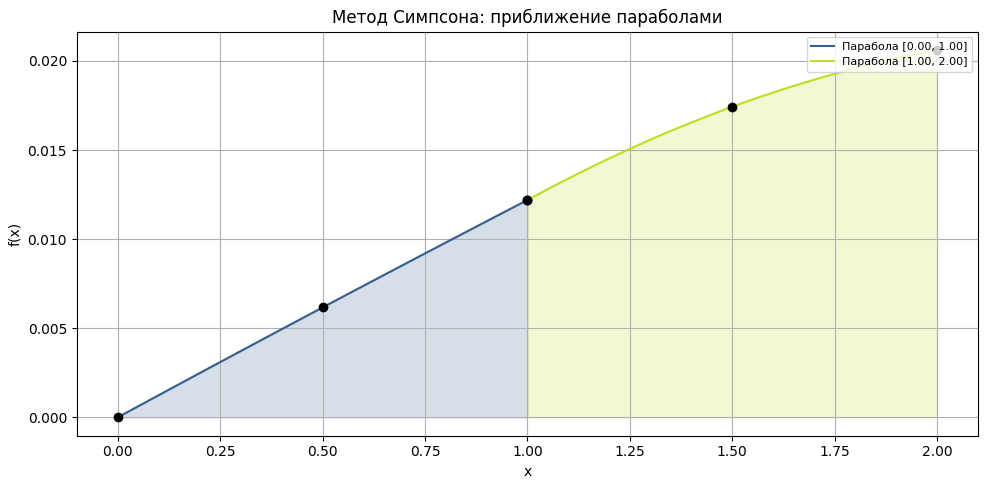 Метод Симпсона: приближение параболами
Парабола [0.00, 1.00]
Парабола [1.00, 2.00]
f(x)
0.020
0.015
0.010
0.005
0.000
0.00 0.25 0.50 0.75 1.00 1.25 1.50 1.75 2.00
x